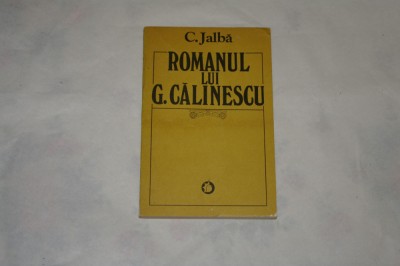 C. Jalbă
ROMANUL
LUI
G. CĂLINESCU